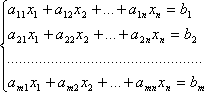 a₁₁x₁ + a₁₂x₂ + ... + a₁ₙxₙ = b₁
a₂₁x₁ + a₂₂x₂ + ... + a₂ₙxₙ = b₂
........................................................
aₘ₁x₁ + aₘ₂x₂ + ... + aₘₙxₙ = bₘ